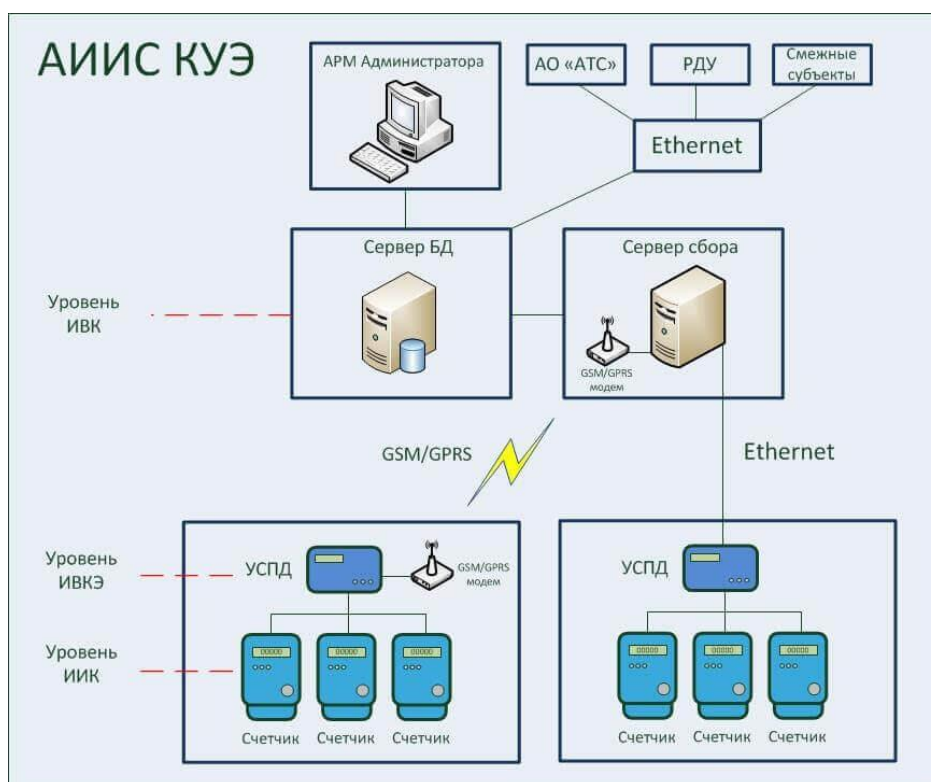 АИИС КУЭ
АРМ Администратора
АО «АТС»
РДУ
Смежные
субъекты
Ethernet
Сервер БД
Сервер сбора
Уровень
ИВК
GSM/GPRS
модем
GSM/GPRS
Ethernet
Уровень
ИВКЭ
УСПД
GSM/GPRS
модем
УСПД
Уровень
ИИК
00000
00000
00000
00000
00000
00000
Счетчик
Счетчик
Счетчик
Счетчик
Счетчик
Счетчик